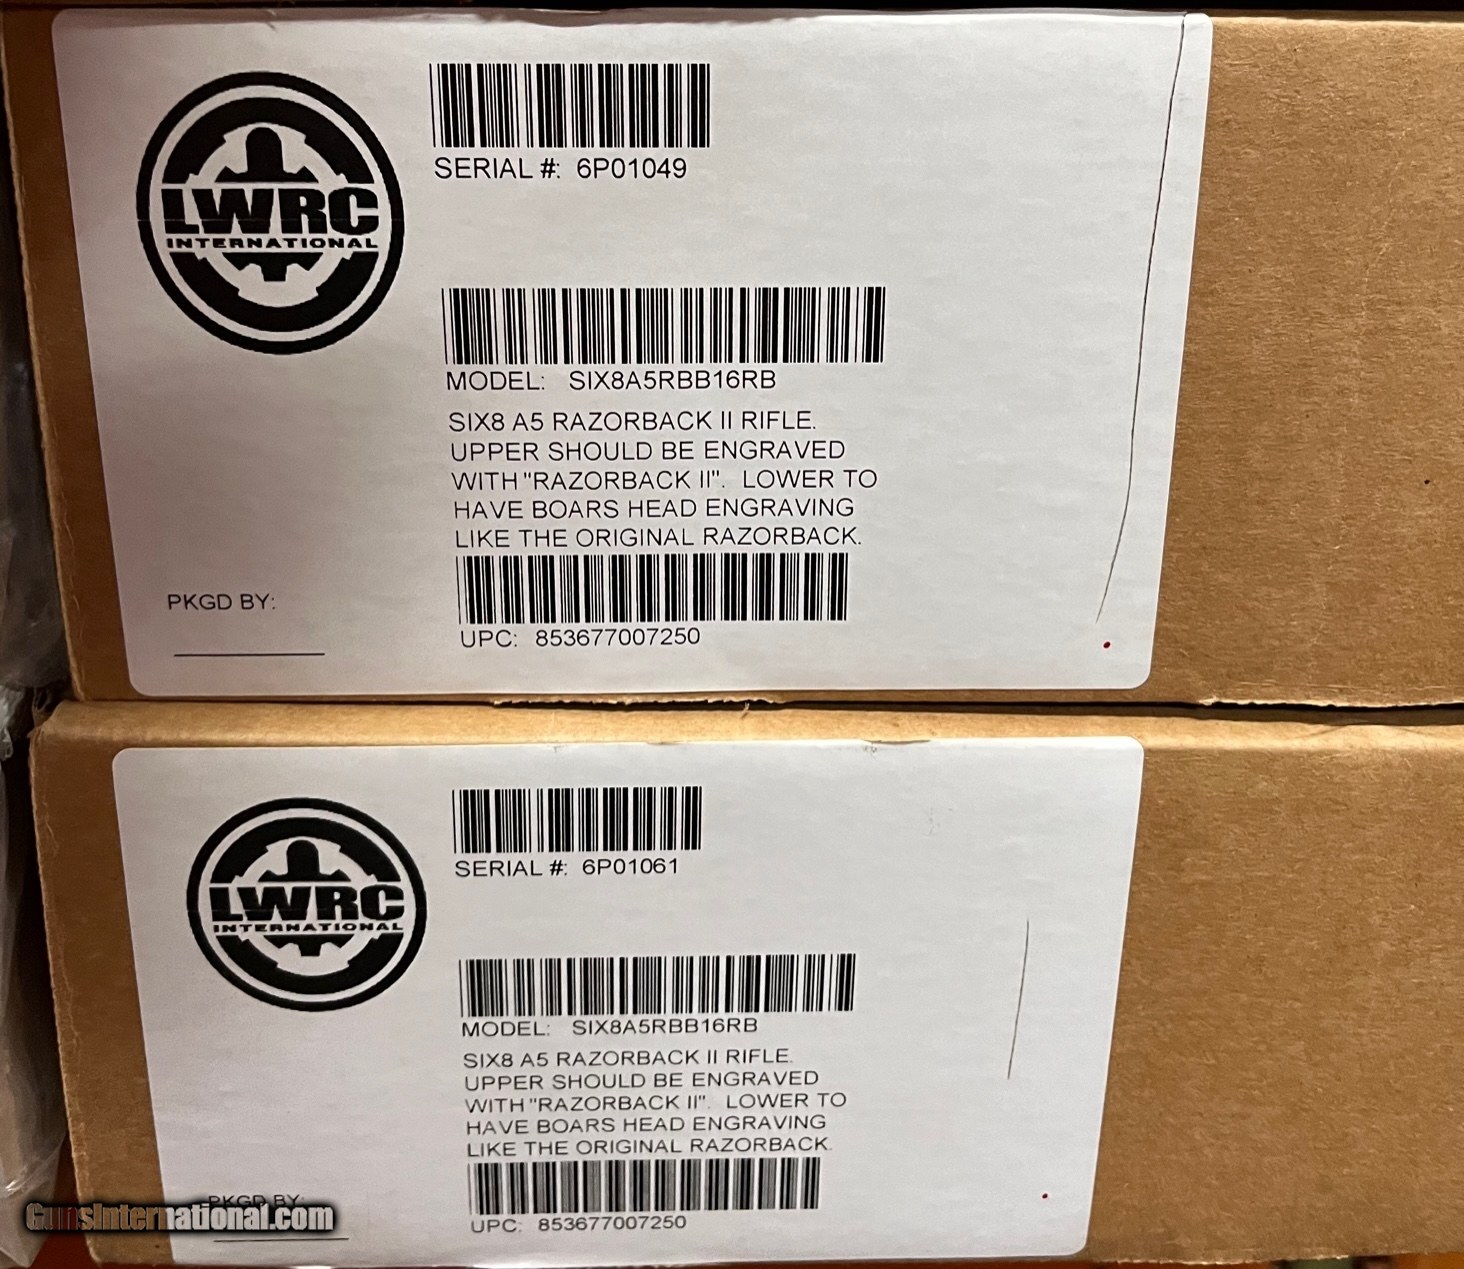 LWRC
INTERNATIONAL
SERIAL #: 6P01049
MODEL: SIX8A5RBB16RB
SIX8 A5 RAZORBACK II RIFLE.
UPPER SHOULD BE ENGRAVED
WITH "RAZORBACK II". LOWER TO
HAVE BOARS HEAD ENGRAVING
LIKE THE ORIGINAL RAZORBACK.
PKGD BY:
UPC: 853677007250
LWRC
INTERNATIONAL
SERIAL #: 6P01061
MODEL: SIX8A5RBB16RB
SIX8 A5 RAZORBACK II RIFLE.
UPPER SHOULD BE ENGRAVED
WITH "RAZORBACK II". LOWER TO
HAVE BOARS HEAD ENGRAVING
LIKE THE ORIGINAL RAZORBACK.
PKGD BY:
UPC: 853677007250
GunsInternational.com